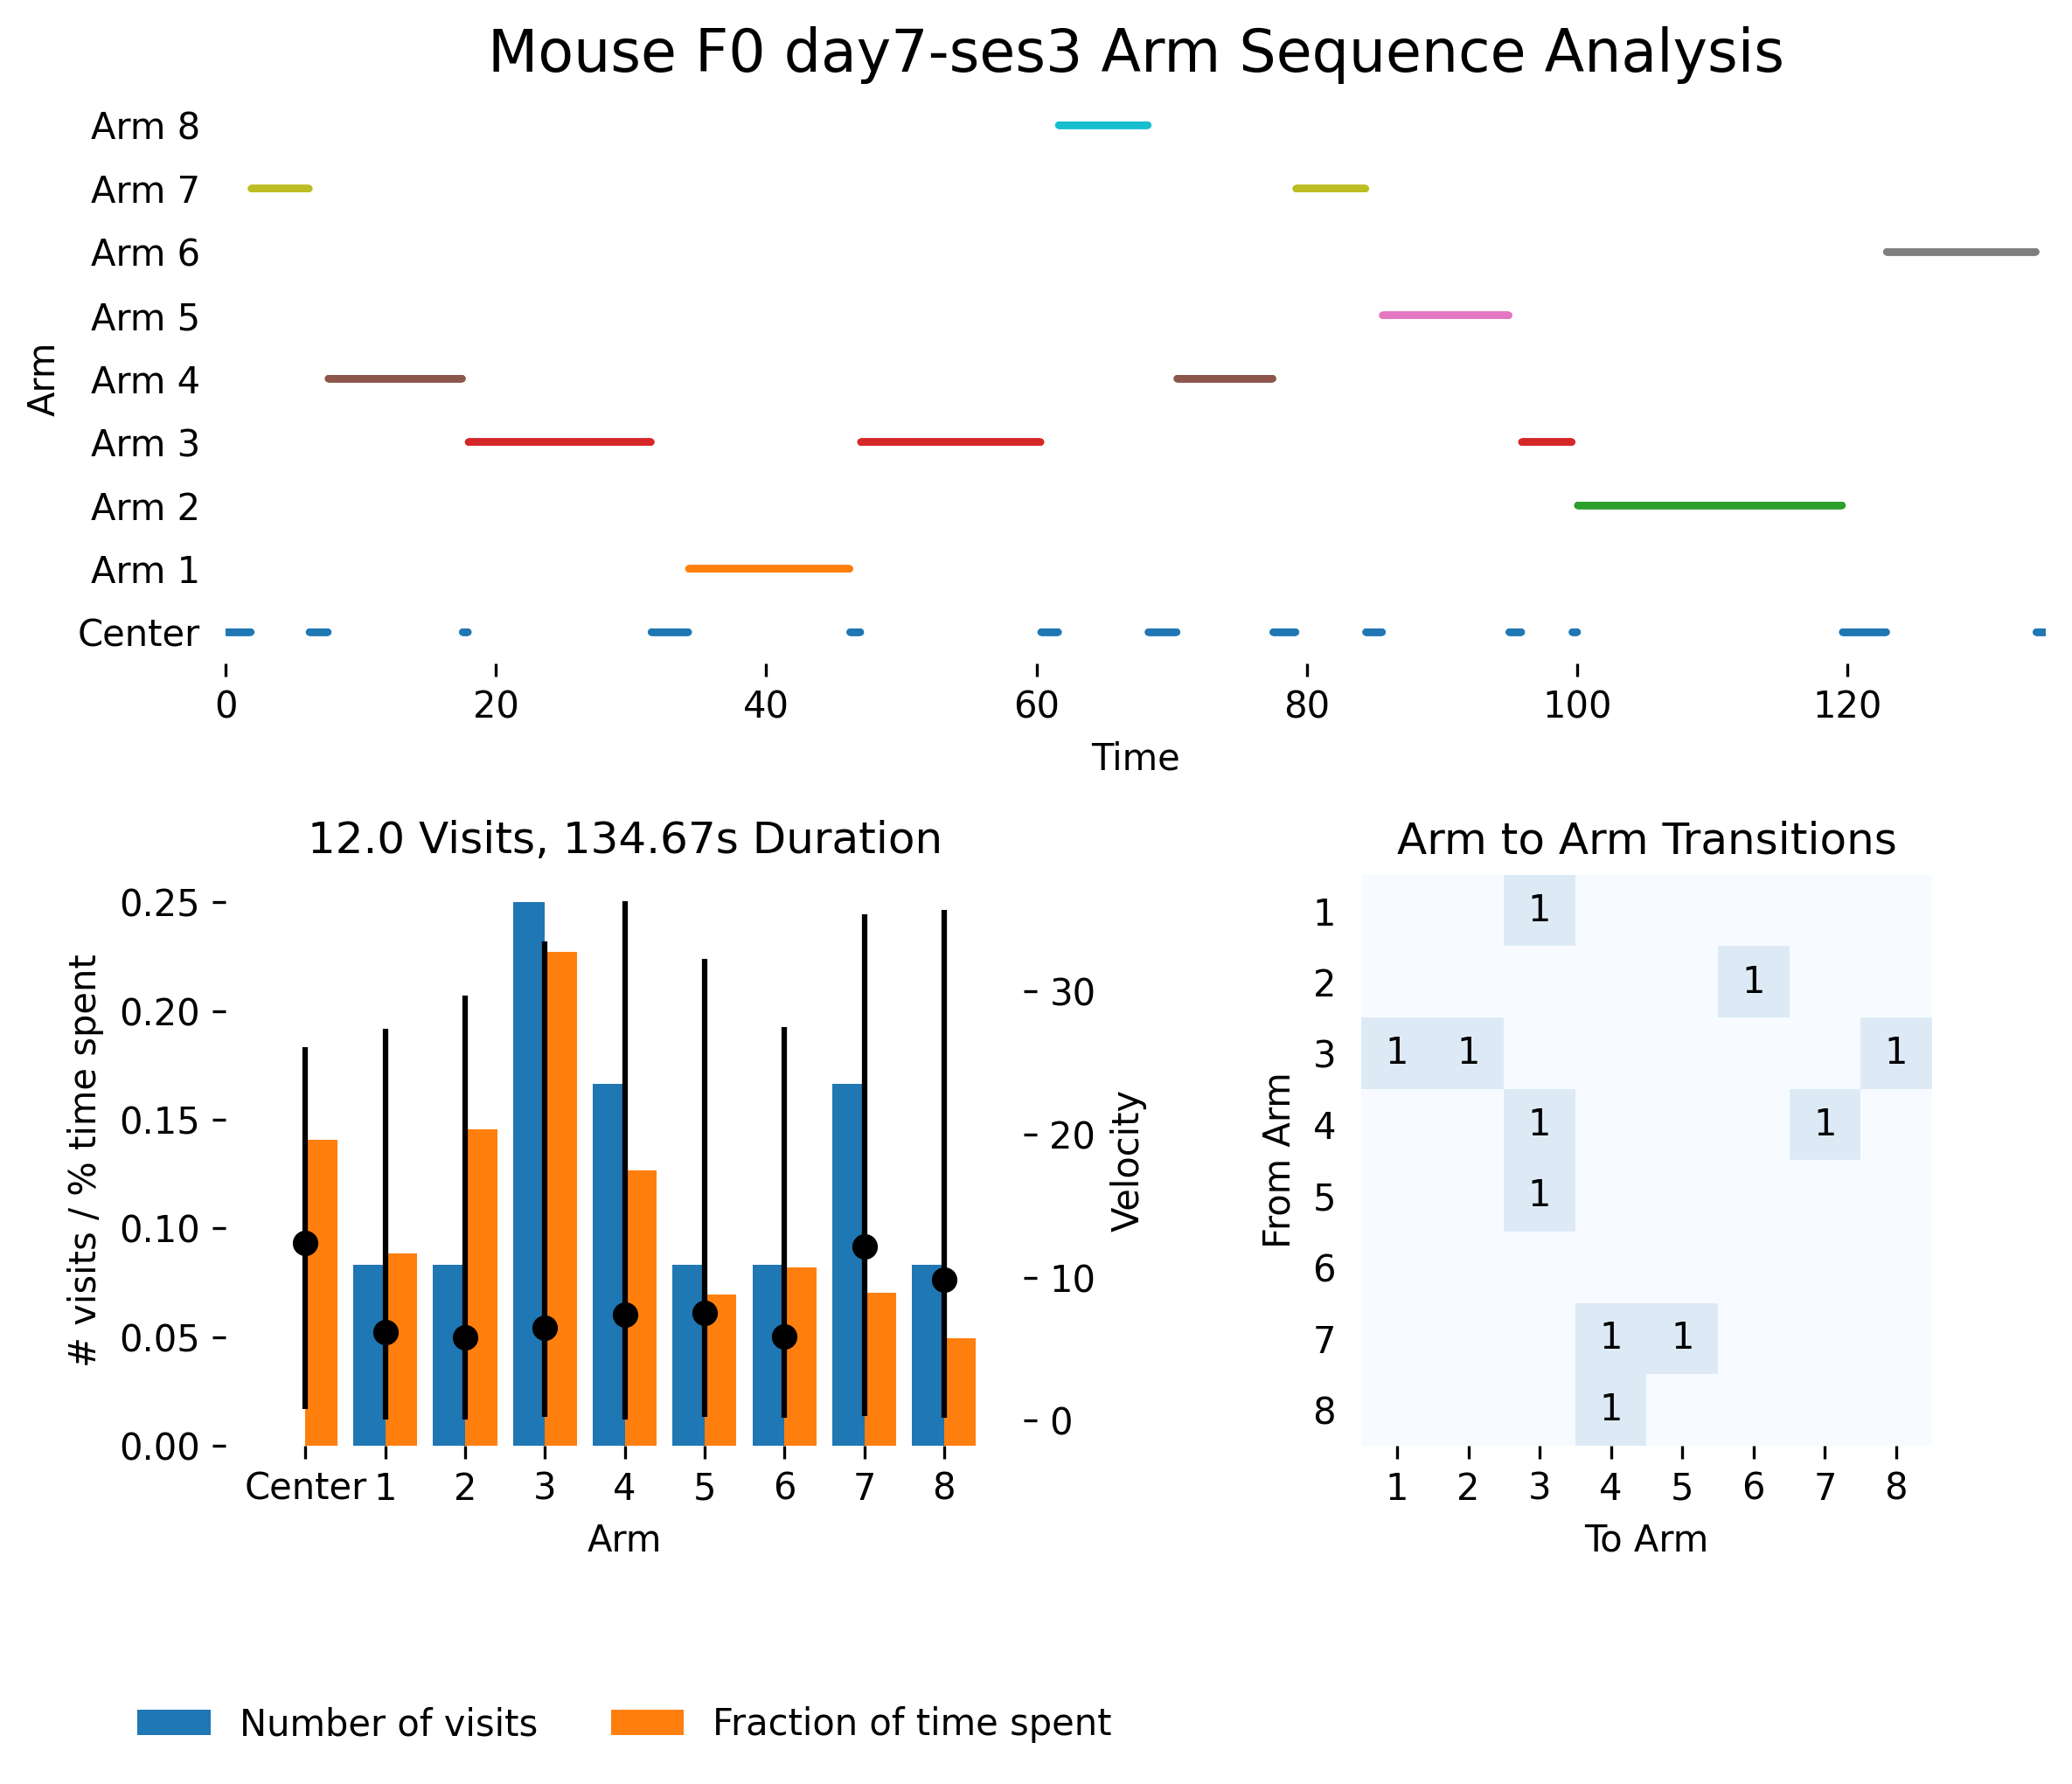 Mouse F0 day7-ses3 Arm Sequence Analysis
Arm
Arm 8
Arm 7
Arm 6
Arm 5
Arm 4
Arm 3
Arm 2
Arm 1
Center
0 20 40 60 80 100 120
Time
12.0 Visits, 134.67s Duration
# visits / % time spent
0.25
0.20
0.15
0.10
0.05
0.00
30
20
10
0
Velocity
Center 1 2 3 4 5 6 7 8
Arm
Arm to Arm Transitions
From Arm
1 1
2 1
3 1 1 1
4 1 1
5 1
6
7 1 1
8 1
1 2 3 4 5 6 7 8
To Arm
Number of visits Fraction of time spent